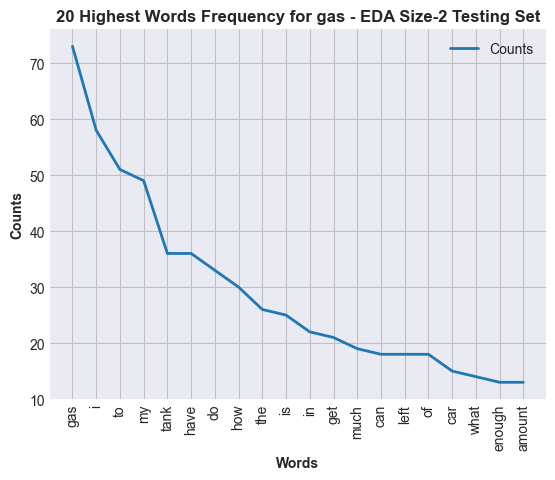 20 Highest Words Frequency for gas - EDA Size-2 Testing Set
Counts
Counts
70
60
50
40
30
20
10
gas
i
to
my
tank
have
do
how
the
is
in
get
much
can
left
of
car
what
enough
amount
Words